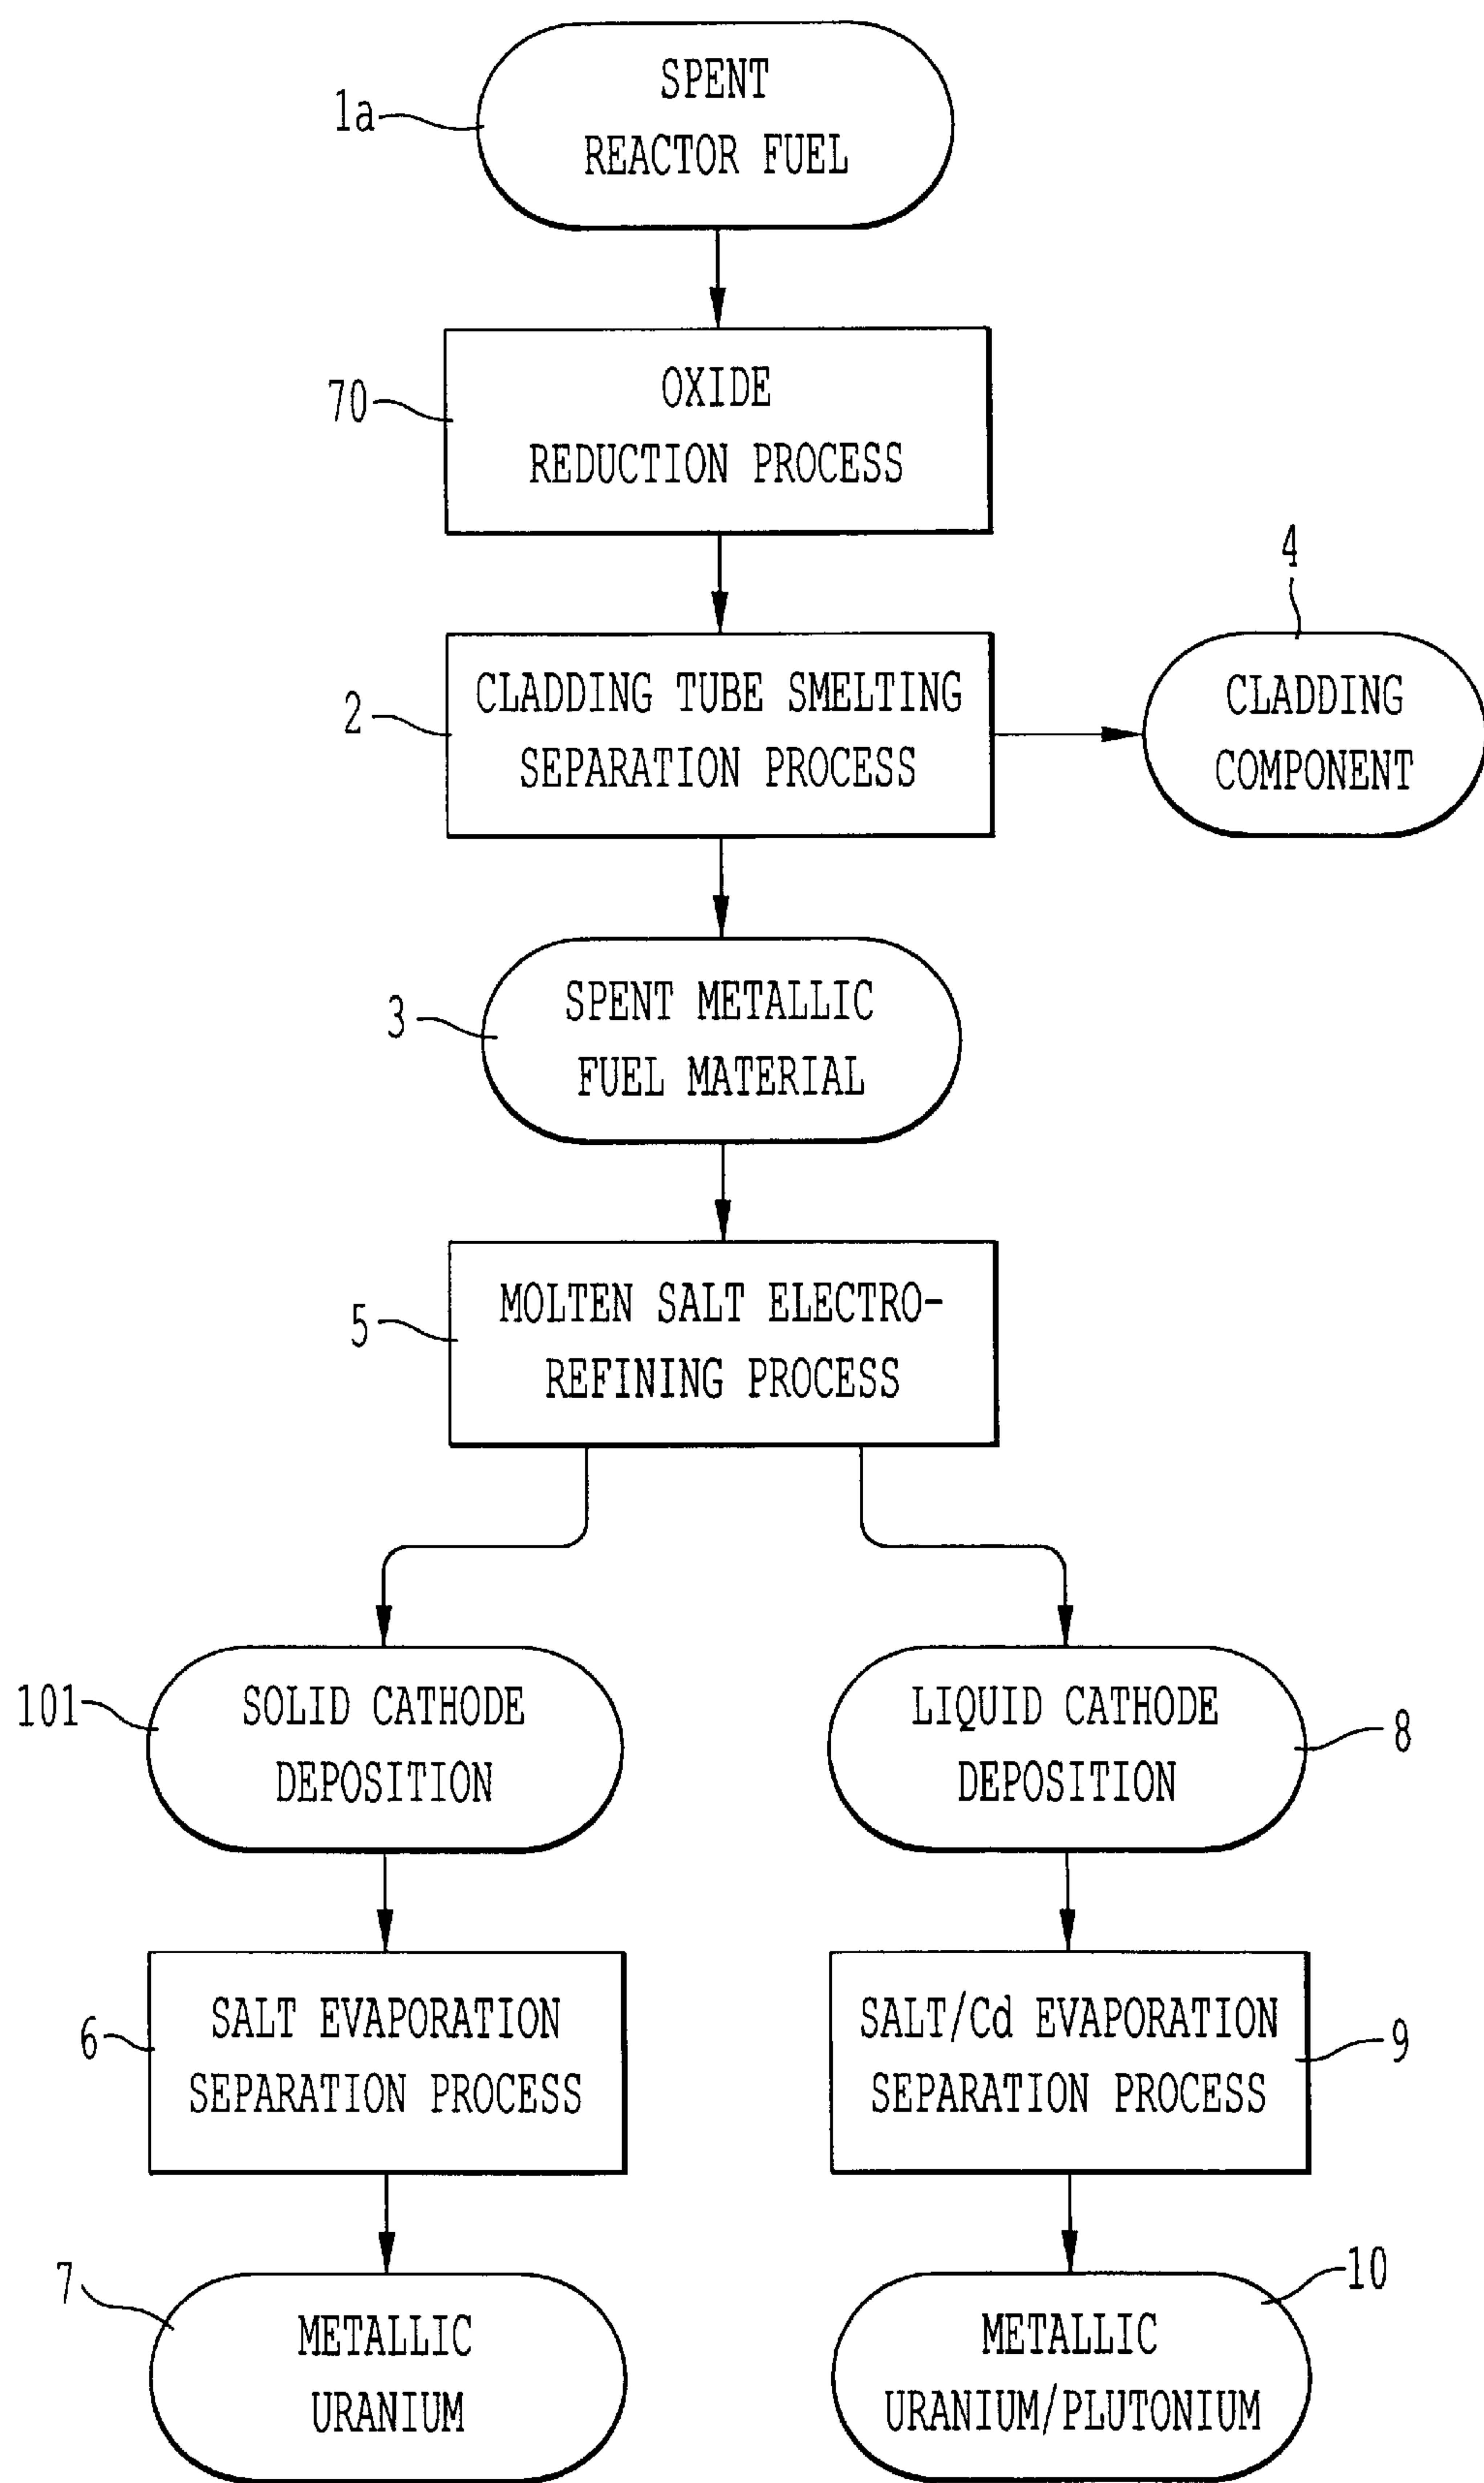 SPENT
REACTOR FUEL
1a
OXIDE
REDUCTION PROCESS
70
CLADDING TUBE SMELTING
SEPARATION PROCESS
2
4
CLADDING
COMPONENT
SPENT METALLIC
FUEL MATERIAL
3
MOLTEN SALT ELECTRO-
REFINING PROCESS
5
101
SOLID CATHODE
DEPOSITION
LIQUID CATHODE
DEPOSITION
8
6
SALT EVAPORATION
SEPARATION PROCESS
SALT/Cd EVAPORATION
SEPARATION PROCESS
9
7
METALLIC
URANIUM
10
METALLIC
URANIUM/PLUTONIUM